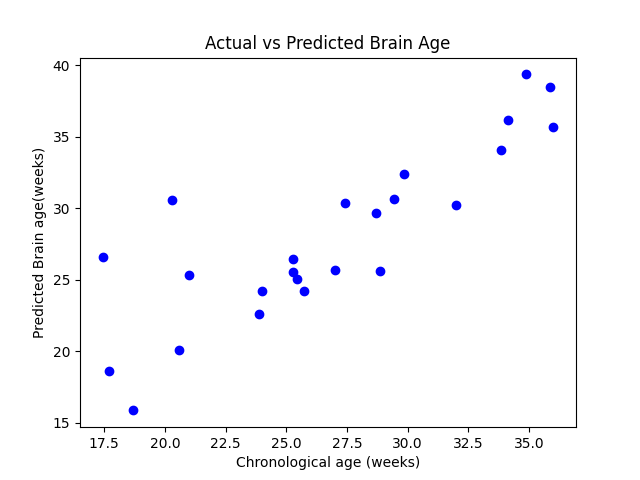 Actual vs Predicted Brain Age
40
35
30
25
20
15
Predicted Brain age(weeks)
17.5 20.0 22.5 25.0 27.5 30.0 32.5 35.0
Chronological age (weeks)